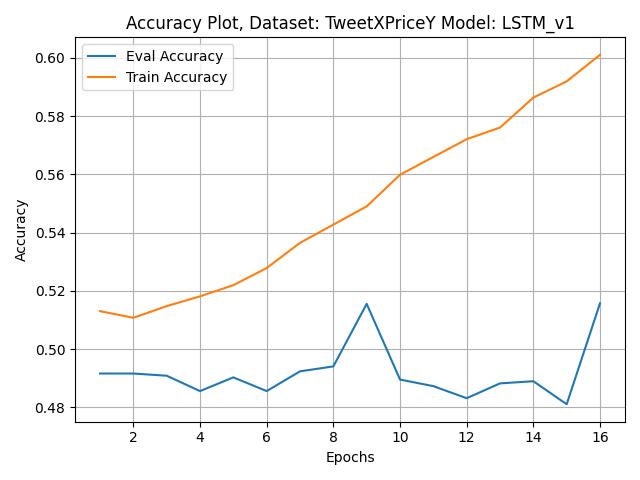 Accuracy Plot, Dataset: TweetXPriceY Model: LSTM_v1
Eval Accuracy
Train Accuracy
0.60
0.58
0.56
0.54
0.52
0.50
0.48
Accuracy
2 4 6 8 10 12 14 16
Epochs